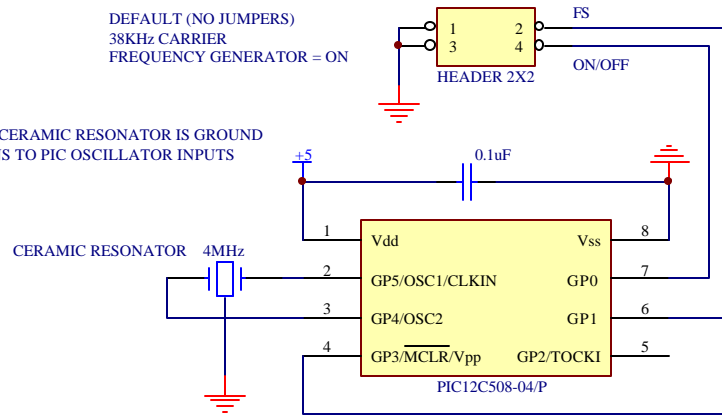 DEFAULT (NO JUMPERS)
38KHz CARRIER
FREQUENCY GENERATOR = ON
1 2
3 4
FS
HEADER 2X2
ON/OFF
CERAMIC RESONATOR IS GROUND
TO PIC OSCILLATOR INPUTS
+5
0.1uF
CERAMIC RESONATOR 4MHz
1 Vdd Vss 8
2 GP5/OSC1/CLKIN GP0 7
3 GP4/OSC2 GP1 6
4 GP3/MCLR/Vpp GP2/TOCKI 5
PIC12C508-04/P